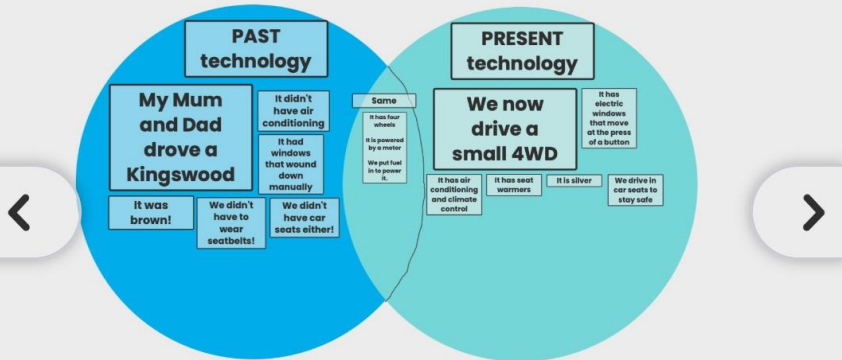 PAST
technology
My Mum
and Dad
drove a
Kingswood
It didn't
have air
conditioning
It had
windows
that wound
down
manually
It was
brown!
We didn't
have to
wear
seatbelts!
We didn't
have car
seats either!
Same
It has four
wheels
It is powered
by a motor
We put fuel
in to power
it.
PRESENT
technology
We now
drive a
small 4WD
It has
electric
windows
that move
at the press
of a button
It has air
conditioning
and climate
control
It has seat
warmers
It is silver
We drive in
car seats to
stay safe